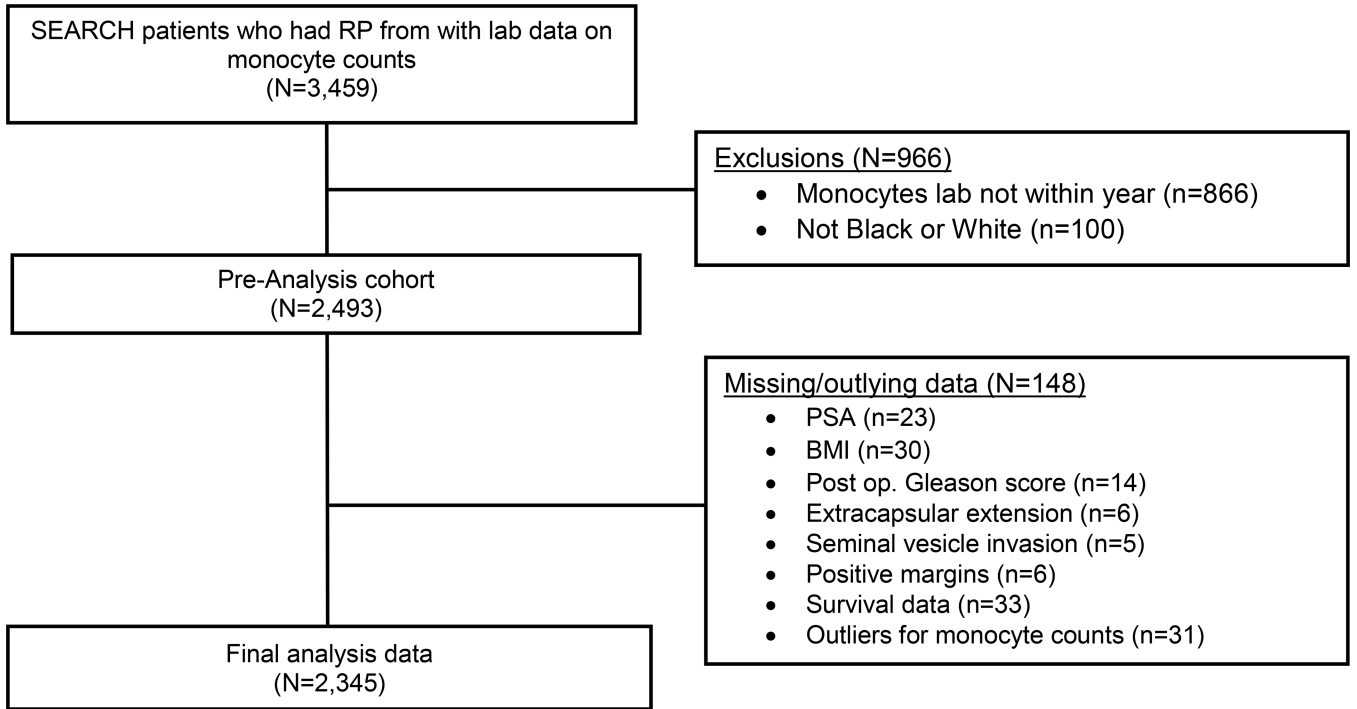 SEARCH patients who had RP from with lab data on
monocyte counts
(N=3,459)
Exclusions (N=966)
• Monocytes lab not within year (n=866)
• Not Black or White (n=100)
Pre-Analysis cohort
(N=2,493)
Missing/outlying data (N=148)
• PSA (n=23)
• BMI (n=30)
• Post op. Gleason score (n=14)
• Extracapsular extension (n=6)
• Seminal vesicle invasion (n=5)
• Positive margins (n=6)
• Survival data (n=33)
• Outliers for monocyte counts (n=31)
Final analysis data
(N=2,345)